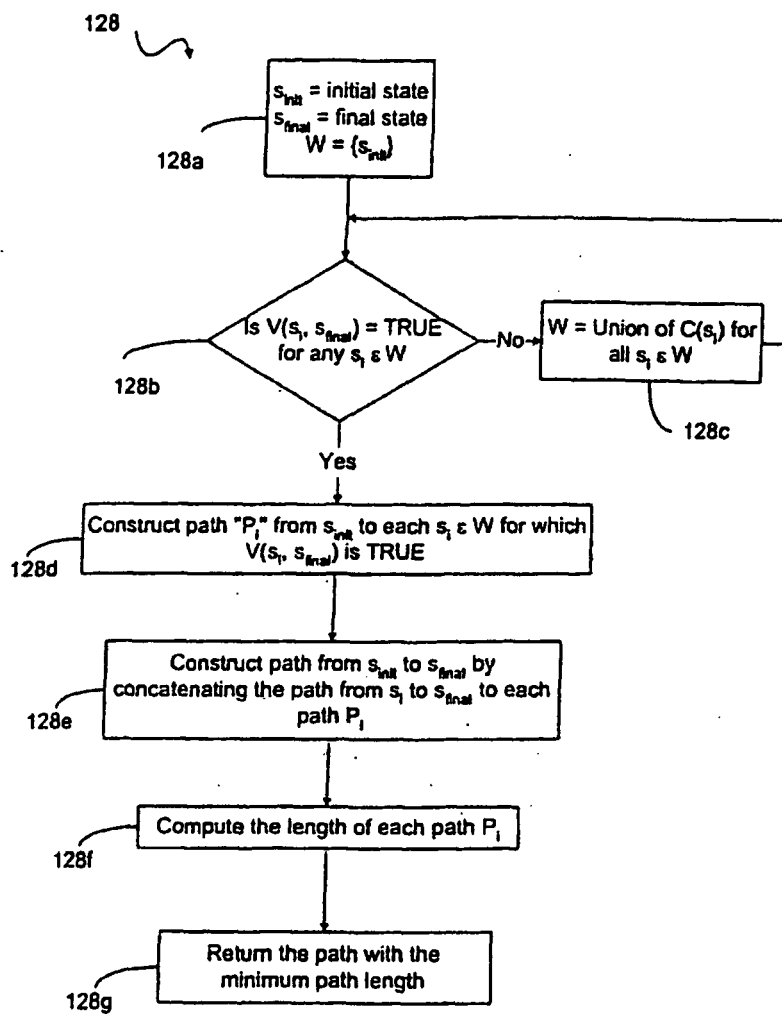 128
s_init = initial state
s_final = final state
W = {s_init}
128a
Is V(s_i, s_final) = TRUE
for any s_i ε W
128b
No
W = Union of C(s_i) for
all s_i ε W
128c
Yes
Construct path "P_i" from s_init to each s_i ε W for which
V(s_i, s_final) is TRUE
128d
Construct path from s_init to s_final by
concatenating the path from s_i to s_final to each
path P_i
128e
Compute the length of each path P_i
128f
Return the path with the
minimum path length
128g